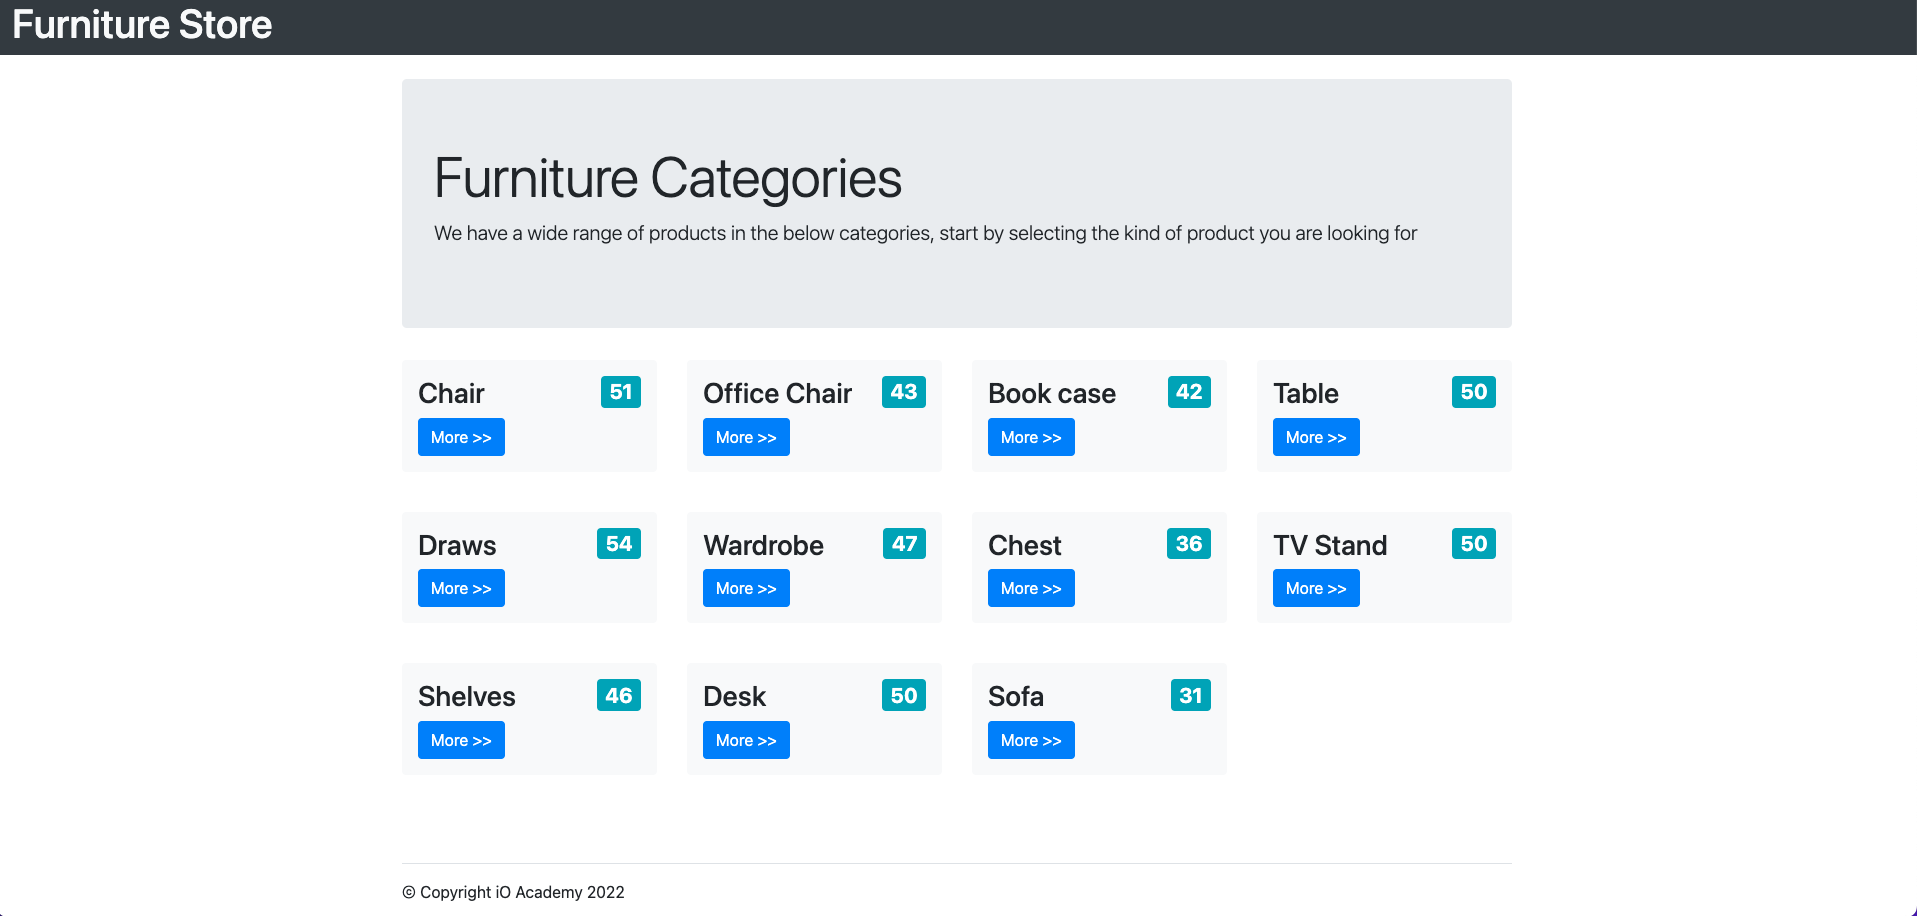 Furniture Store
Furniture Categories
We have a wide range of products in the below categories, start by selecting the kind of product you are looking for
Chair 51
More >>
Office Chair 43
More >>
Book case 42
More >>
Table 50
More >>
Draws 54
More >>
Wardrobe 47
More >>
Chest 36
More >>
TV Stand 50
More >>
Shelves 46
More >>
Desk 50
More >>
Sofa 31
More >>
© Copyright iO Academy 2022